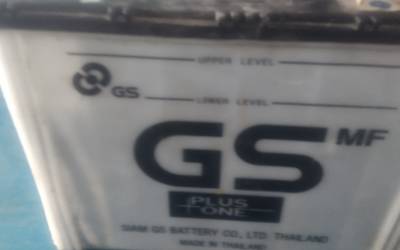 UPPER LEVEL
GS
LOWER LEVEL
GS MF
PLUS
ONE
SIAM GS BATTERY CO., LTD. THAILAND
MADE IN THAILAND